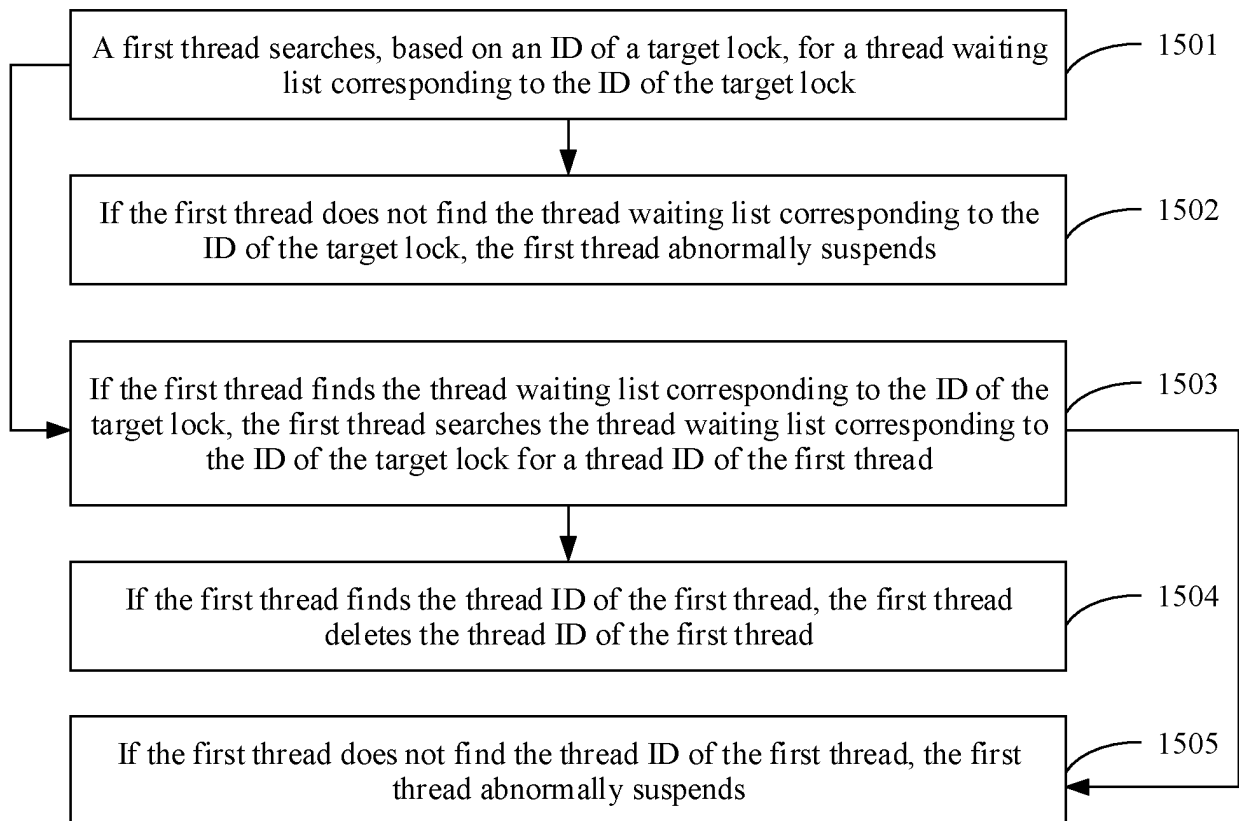 A first thread searches, based on an ID of a target lock, for a thread waiting
list corresponding to the ID of the target lock
1501
If the first thread does not find the thread waiting list corresponding to the
ID of the target lock, the first thread abnormally suspends
1502
If the first thread finds the thread waiting list corresponding to the ID of the
target lock, the first thread searches the thread waiting list corresponding to
the ID of the target lock for a thread ID of the first thread
1503
If the first thread finds the thread ID of the first thread, the first thread
deletes the thread ID of the first thread
1504
If the first thread does not find the thread ID of the first thread, the first
thread abnormally suspends
1505